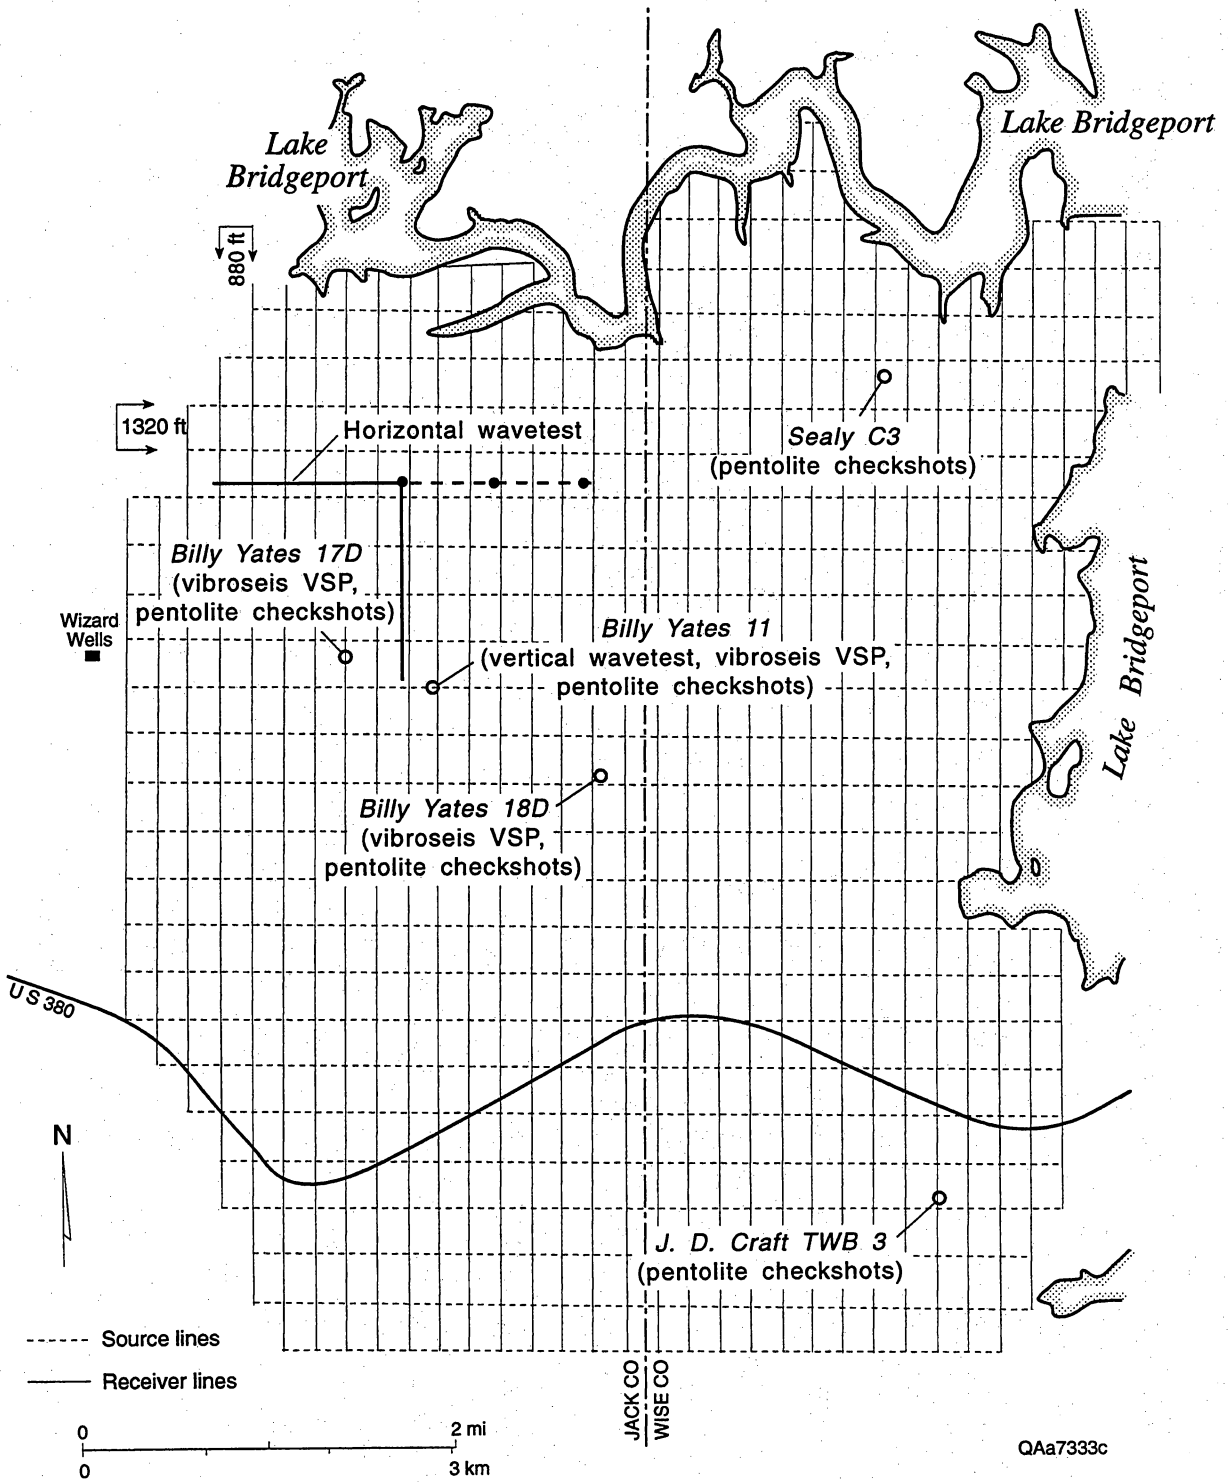 Lake
Bridgeport
Lake Bridgeport
880 ft
1320 ft
Horizontal wavetest
Sealy C3
(pentolite checkshots)
Billy Yates 17D
(vibroseis VSP,
pentolite checkshots)
Wizard
Wells
Billy Yates 11
(vertical wavetest, vibroseis VSP,
pentolite checkshots)
Lake Bridgeport
Billy Yates 18D
(vibroseis VSP,
pentolite checkshots)
US 380
N
J. D. Craft TWB 3
(pentolite checkshots)
Source lines
Receiver lines
JACK CO
WISE CO
0
2 mi
0
3 km
QAa7333c